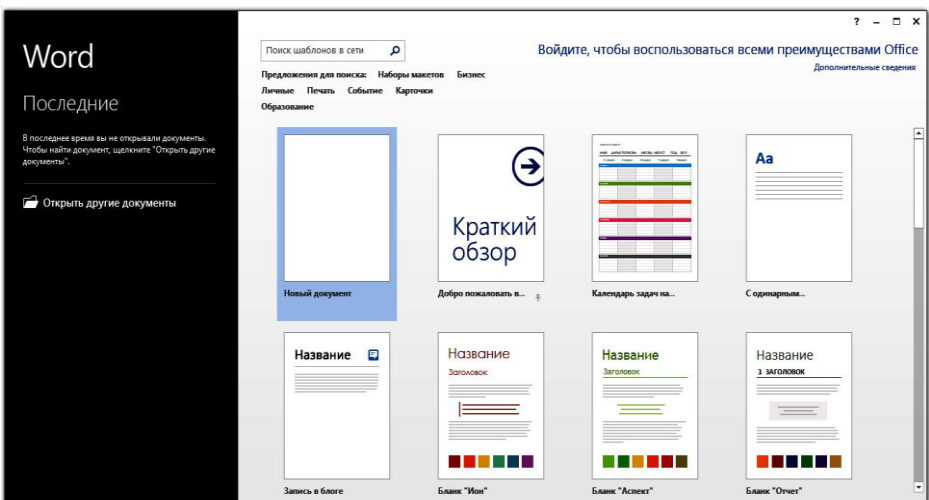 ?
Word
Последние
В последнее время вы не открывали документы.
Чтобы найти документ, щелкните "Открыть другие
документы".
Открыть другие документы
Поиск шаблонов в сети
Войдите, чтобы воспользоваться всеми преимуществами Office
Дополнительные сведения
Предложения для поиска: Наборы макетов Бизнес
Личные Печать Событие Карточки
Образование
Краткий
обзор
Aa
Новый документ
Добро пожаловать в...
Календарь задач на...
С одинарным...
Название
Название
Заголовок
Название
Заголовок
Название
1 ЗАГОЛОВОК
Запись в блоге
Бланк "Ион"
Бланк "Аспект"
Бланк "Отчет"